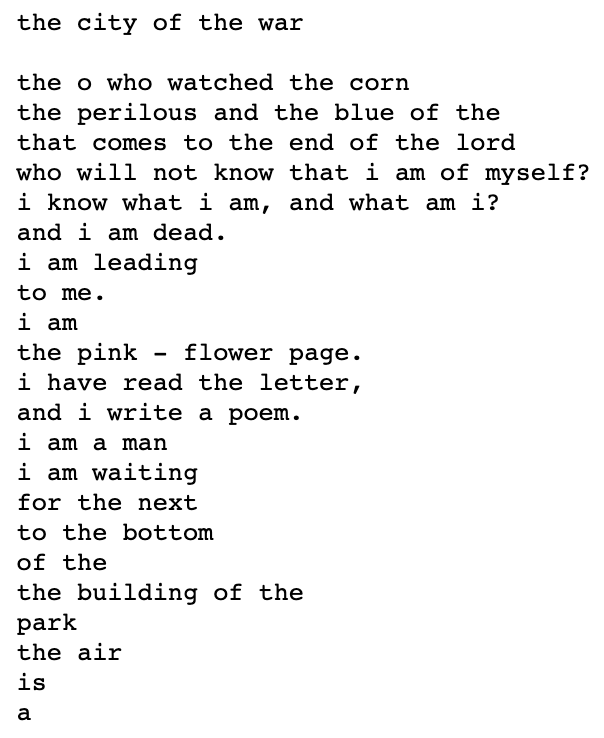 the city of the war

the o who watched the corn
the perilous and the blue of the
that comes to the end of the lord
who will not know that i am of myself?
i know what i am, and what am i?
and i am dead.
i am leading
to me.
i am
the pink - flower page.
i have read the letter,
and i write a poem.
i am a man
i am waiting
for the next
to the bottom
of the
the building of the
park
the air
is
a